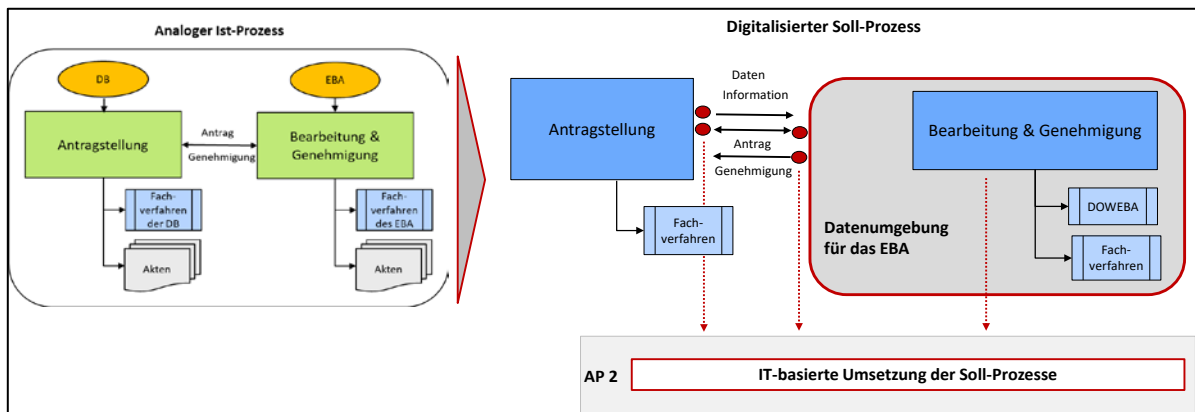 Analoger Ist-Prozess
DB
EBA
Antragstellung
Antrag
Genehmigung
Bearbeitung &
Genehmigung
Fach-
verfahren
der DB
Fach-
verfahren
des EBA
Akten
Akten
Digitalisierter Soll-Prozess
Antragstellung
Daten
Information
Antrag
Genehmigung
Fach-
verfahren
Bearbeitung & Genehmigung
DOWEBA
Datenumgebung
für das EBA
Fach-
verfahren
AP 2
IT-basierte Umsetzung der Soll-Prozesse